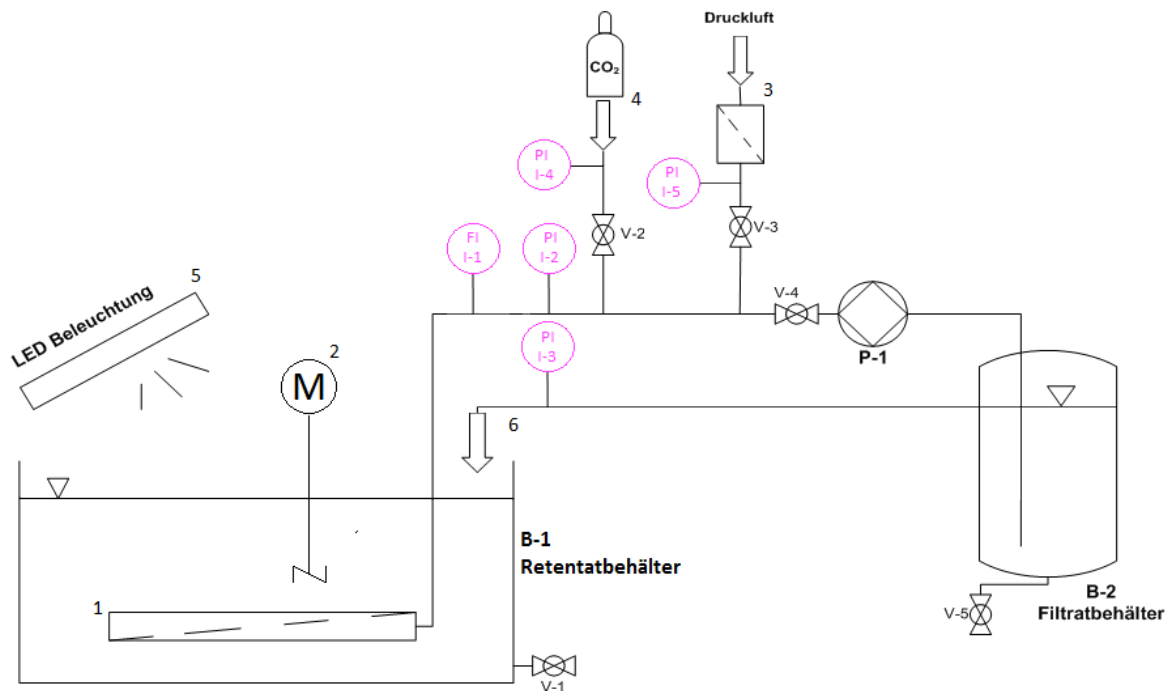 Druckluft
CO₂
4
3
PI
I-4
PI
I-5
V-2
V-3
FI
I-1
PI
I-2
5
LED Beleuchtung
V-4
P-1
PI
I-3
2
M
6
B-1
Retentatbehälter
1
V-1
V-5
B-2
Filtratbehälter